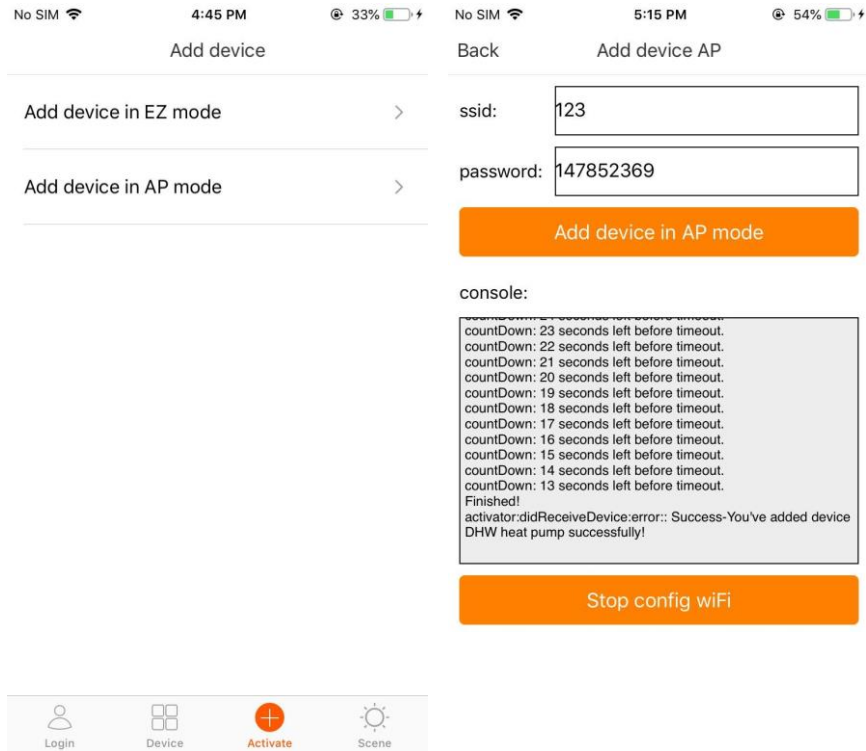 No SIM 4:45 PM 33%
Add device
Add device in EZ mode
Add device in AP mode
Login Device Activate Scene
No SIM 5:15 PM 54%
Back Add device AP
ssid: 123
password: 147852369
Add device in AP mode
console:
countDown: 23 seconds left before timeout.
countDown: 22 seconds left before timeout.
countDown: 21 seconds left before timeout.
countDown: 20 seconds left before timeout.
countDown: 19 seconds left before timeout.
countDown: 18 seconds left before timeout.
countDown: 17 seconds left before timeout.
countDown: 16 seconds left before timeout.
countDown: 15 seconds left before timeout.
countDown: 14 seconds left before timeout.
countDown: 13 seconds left before timeout.
Finished!
activator:didReceiveDevice:error:: Success-You've added device
DHW heat pump successfully!
Stop config wiFi